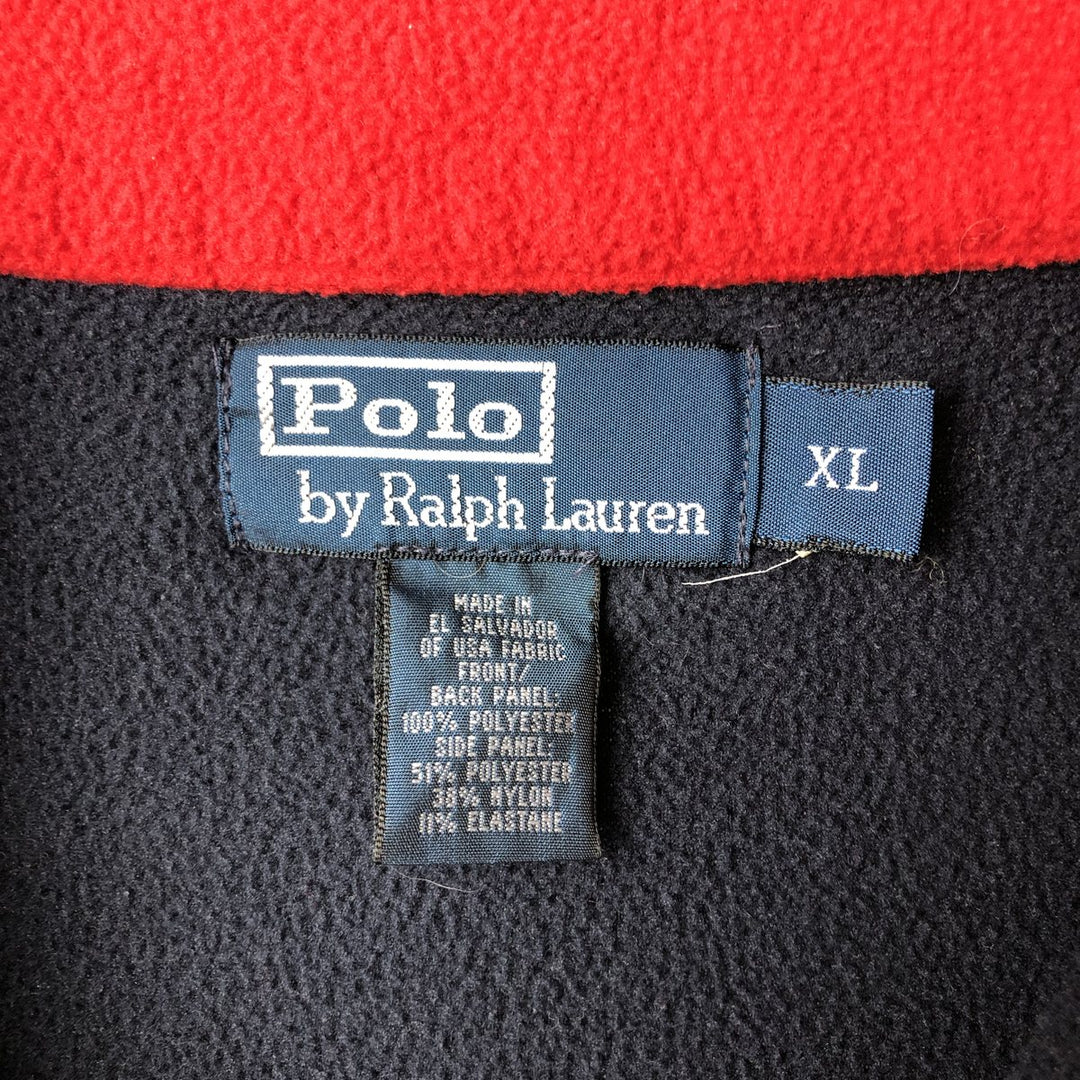 Polo
by Ralph Lauren
XL
MADE IN
EL SALVADOR
OF USA FABRIC
FRONT/
BACK PANEL:
100% POLYESTER
SIDE PANEL:
51% POLYESTER
38% NYLON
11% ELASTANE